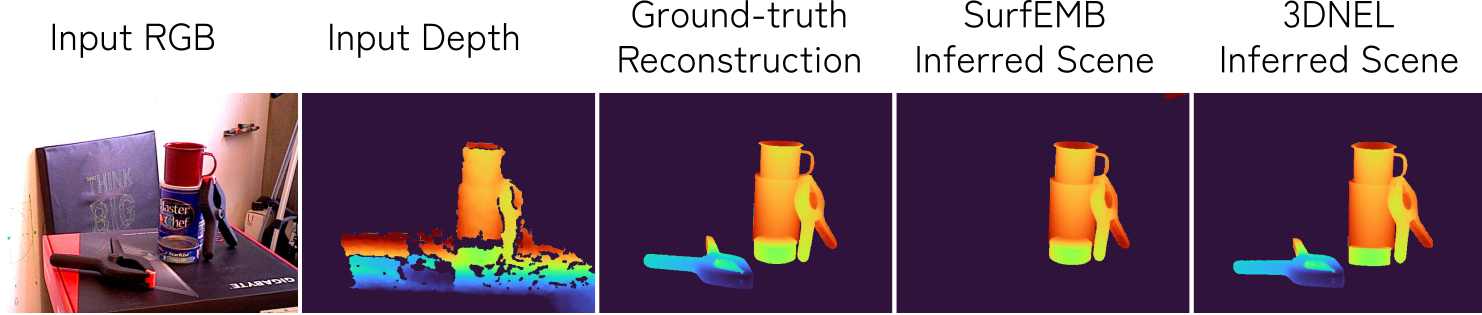 Input RGB
Input Depth
Ground-truth
Reconstruction
SurfEMB
Inferred Scene
3DNEL
Inferred Scene
THINK
BIG
Master
Chef
GIGABYTE